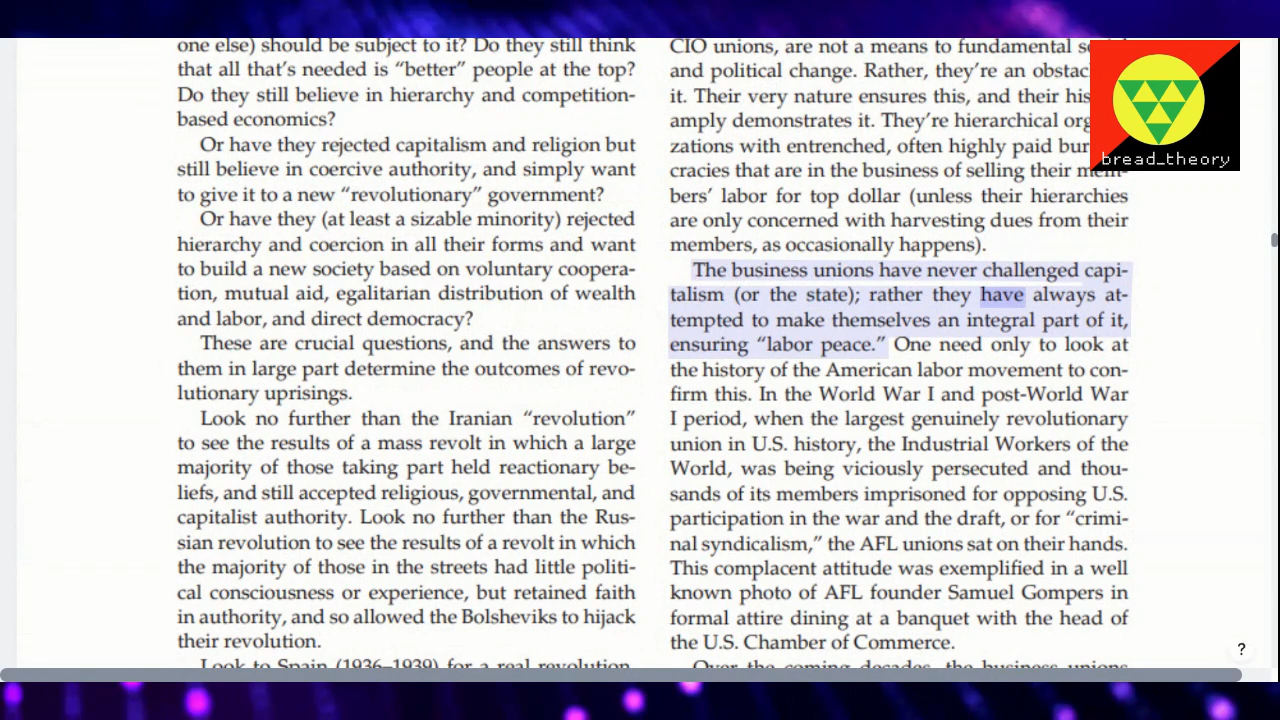 one else) should be subject to it? Do they still think
that all that’s needed is “better” people at the top?
Do they still believe in hierarchy and competition-
based economics?
Or have they rejected capitalism and religion but
still believe in coercive authority, and simply want
to give it to a new “revolutionary” government?
Or have they (at least a sizable minority) rejected
hierarchy and coercion in all their forms and want
to build a new society based on voluntary coopera-
tion, mutual aid, egalitarian distribution of wealth
and labor, and direct democracy?
These are crucial questions, and the answers to
them in large part determine the outcomes of revo-
lutionary uprisings.
Look no further than the Iranian “revolution”
to see the results of a mass revolt in which a large
majority of those taking part held reactionary be-
liefs, and still accepted religious, governmental, and
capitalist authority. Look no further than the Rus-
sian revolution to see the results of a revolt in which
the majority of those in the streets had little politi-
cal consciousness or experience, but retained faith
in authority, and so allowed the Bolsheviks to hijack
their revolution.
Look to Spain (1936–1939) for a real revolution,
CIO unions, are not a means to fundamental
and political change. Rather, they’re an
it. Their very nature ensures this, and their
amply demonstrates it. They’re hierarchical
zations with entrenched, often highly paid
cracies that are in the business of selling their mem-
bers’ labor for top dollar (unless their hierarchies
are only concerned with harvesting dues from their
members, as occasionally happens).
The business unions have never challenged capi-
talism (or the state); rather they have always at-
tempted to make themselves an integral part of it,
ensuring “labor peace.” One need only to look at
the history of the American labor movement to con-
firm this. In the World War I and post-World War
I period, when the largest genuinely revolutionary
union in U.S. history, the Industrial Workers of the
World, was being viciously persecuted and thou-
sands of its members imprisoned for opposing U.S.
participation in the war and the draft, or for “crimi-
nal syndicalism,” the AFL unions sat on their hands.
This complacent attitude was exemplified in a well
known photo of AFL founder Samuel Gompers in
formal attire dining at a banquet with the head of
the U.S. Chamber of Commerce.
Over the coming decades, the business unions
bread_theory
?